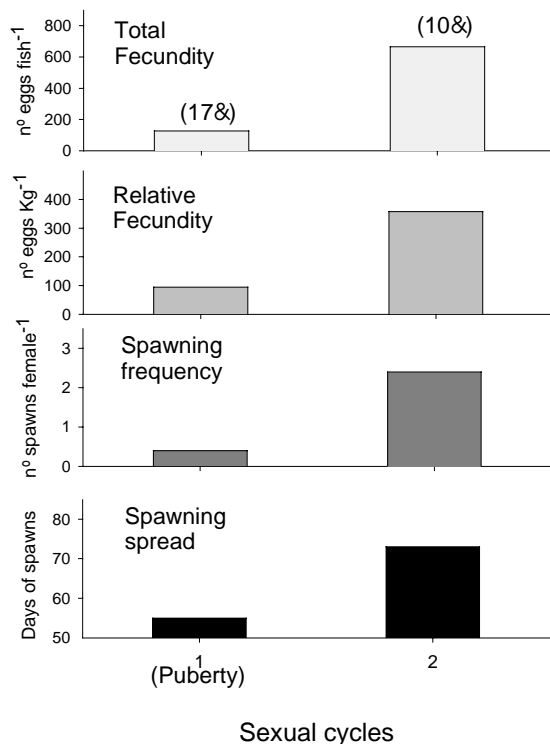 800
600
400
200
0
nº eggs fish-1
Total
Fecundity
(17&)
(10&)
400
300
200
100
0
nº eggs Kg-1
Relative
Fecundity
3
2
1
0
nº spawns female-1
Spawning
frequency
80
70
60
50
Days of spawns
Spawning
spread
1
2
(Puberty)
Sexual cycles